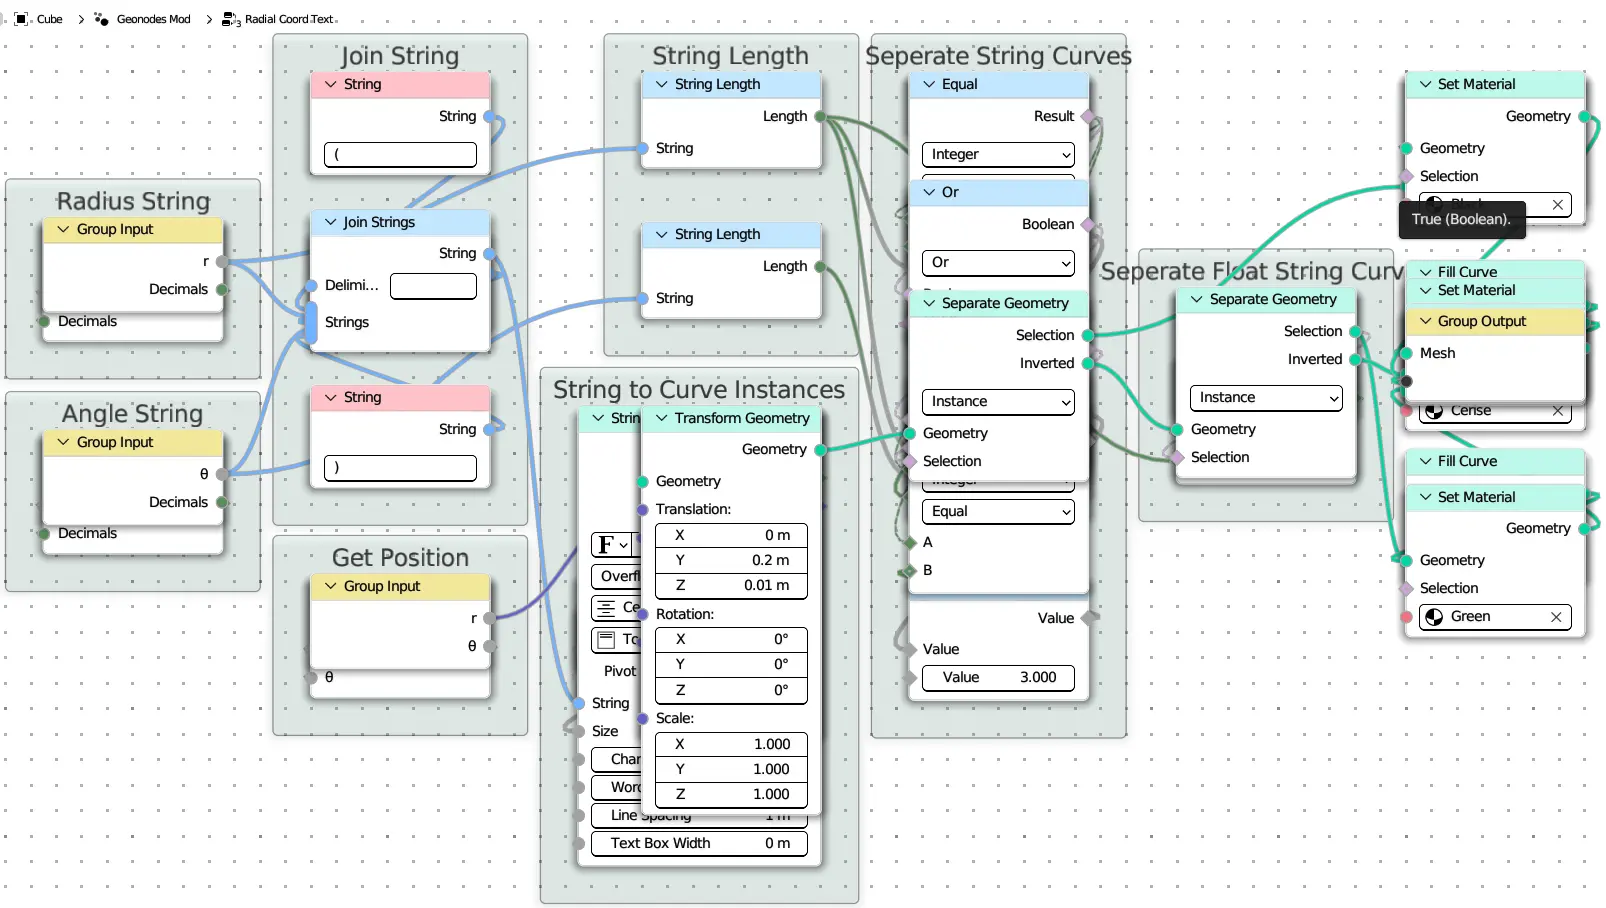 Cube
Geonodes Mod
3
Radial Coord Text
Join String
String
String
(
Join Strings
String
Delimi...
Strings
String
String
)
Radius String
Group Input
r
Decimals
Decimals
Angle String
Group Input
θ
Decimals
Decimals
Get Position
Group Input
r
θ
θ
String Length
String Length
Length
String
String Length
Length
String
String to Curve Instances
Strin
F
Overfl
Ce
To
Pivot
String
Size
Char
Word
Line Spacing
1 m
Text Box Width
0 m
Transform Geometry
Geometry
Geometry
Translation:
X 0 m
Y 0.2 m
Z 0.01 m
Rotation:
X 0°
Y 0°
Z 0°
Scale:
X 1.000
Y 1.000
Z 1.000
Seperate String Curves
Equal
Result
Integer
Or
Boolean
Or
Separate Geometry
Selection
Inverted
Instance
Geometry
Selection
Integer
Equal
A
B
Value
Value
Value 3.000
Seperate Float String Curv
Separate Geometry
Selection
Inverted
Instance
Geometry
Selection
Set Material
Geometry
Geometry
Selection
Black
True (Boolean).
Fill Curve
Set Material
Group Output
Mesh
Cerise
Fill Curve
Set Material
Geometry
Geometry
Selection
Green